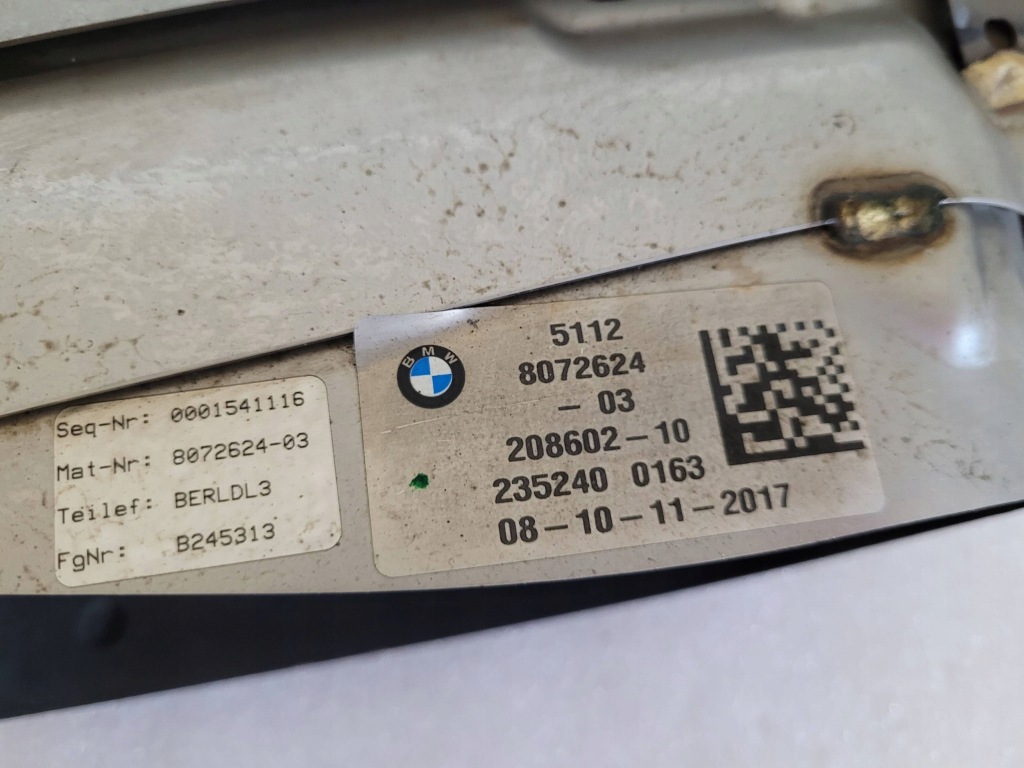 Seq-Nr: 0001541116
Mat-Nr: 8072624-03
Teilef: BERLDL3
FgNr: B245313
BMW
5112
8072624
- 03
208602-10
235240 0163
08-10-11-2017